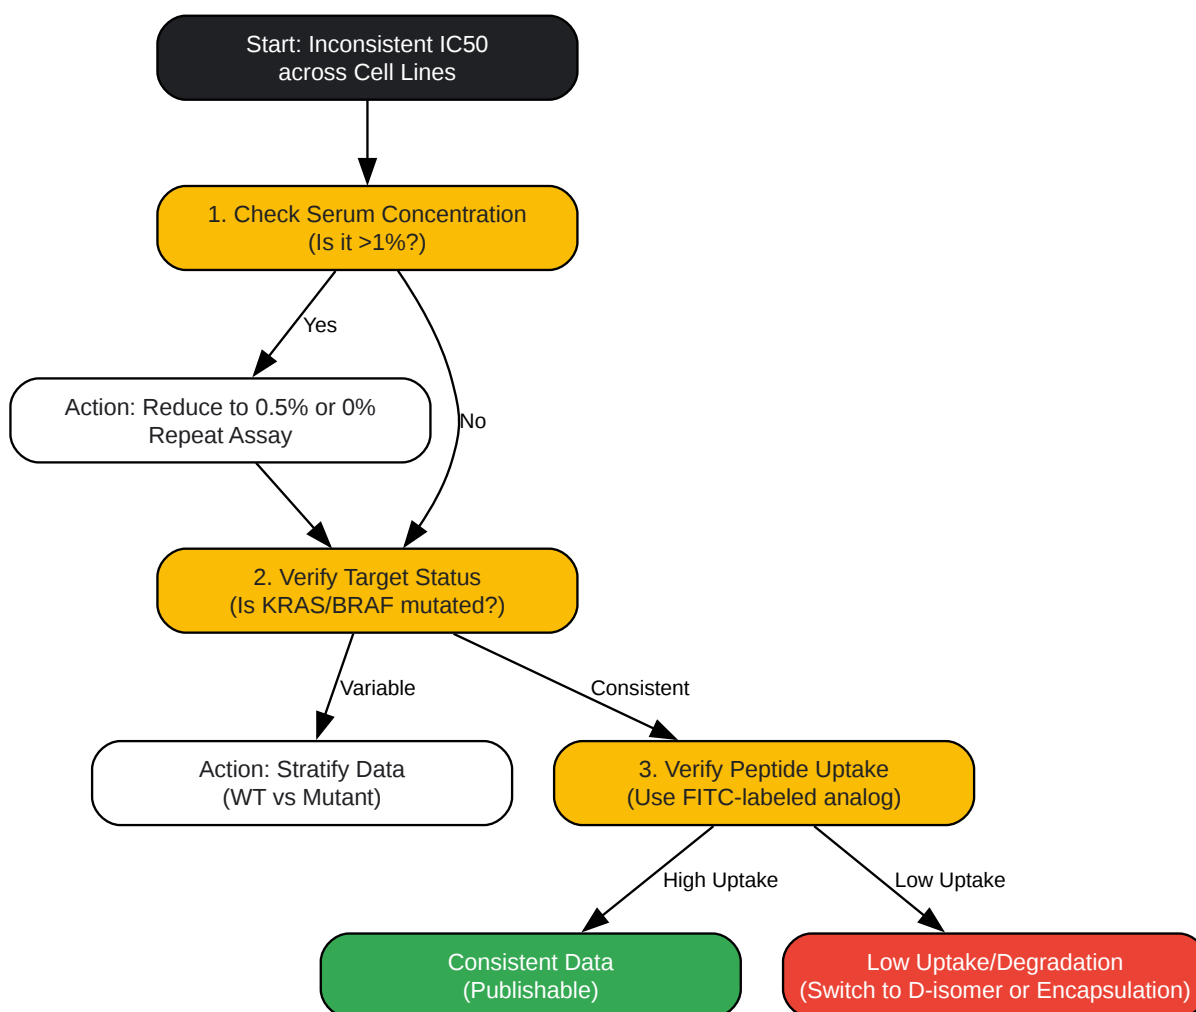 Start: Inconsistent IC50
across Cell Lines
1. Check Serum Concentration
(Is it >1%?)
Yes
No
Action: Reduce to 0.5% or 0%
Repeat Assay
2. Verify Target Status
(Is KRAS/BRAF mutated?)
Variable
Consistent
Action: Stratify Data
(WT vs Mutant)
3. Verify Peptide Uptake
(Use FITC-labeled analog)
High Uptake
Low Uptake
Consistent Data
(Publishable)
Low Uptake/Degradation
(Switch to D-isomer or Encapsulation)